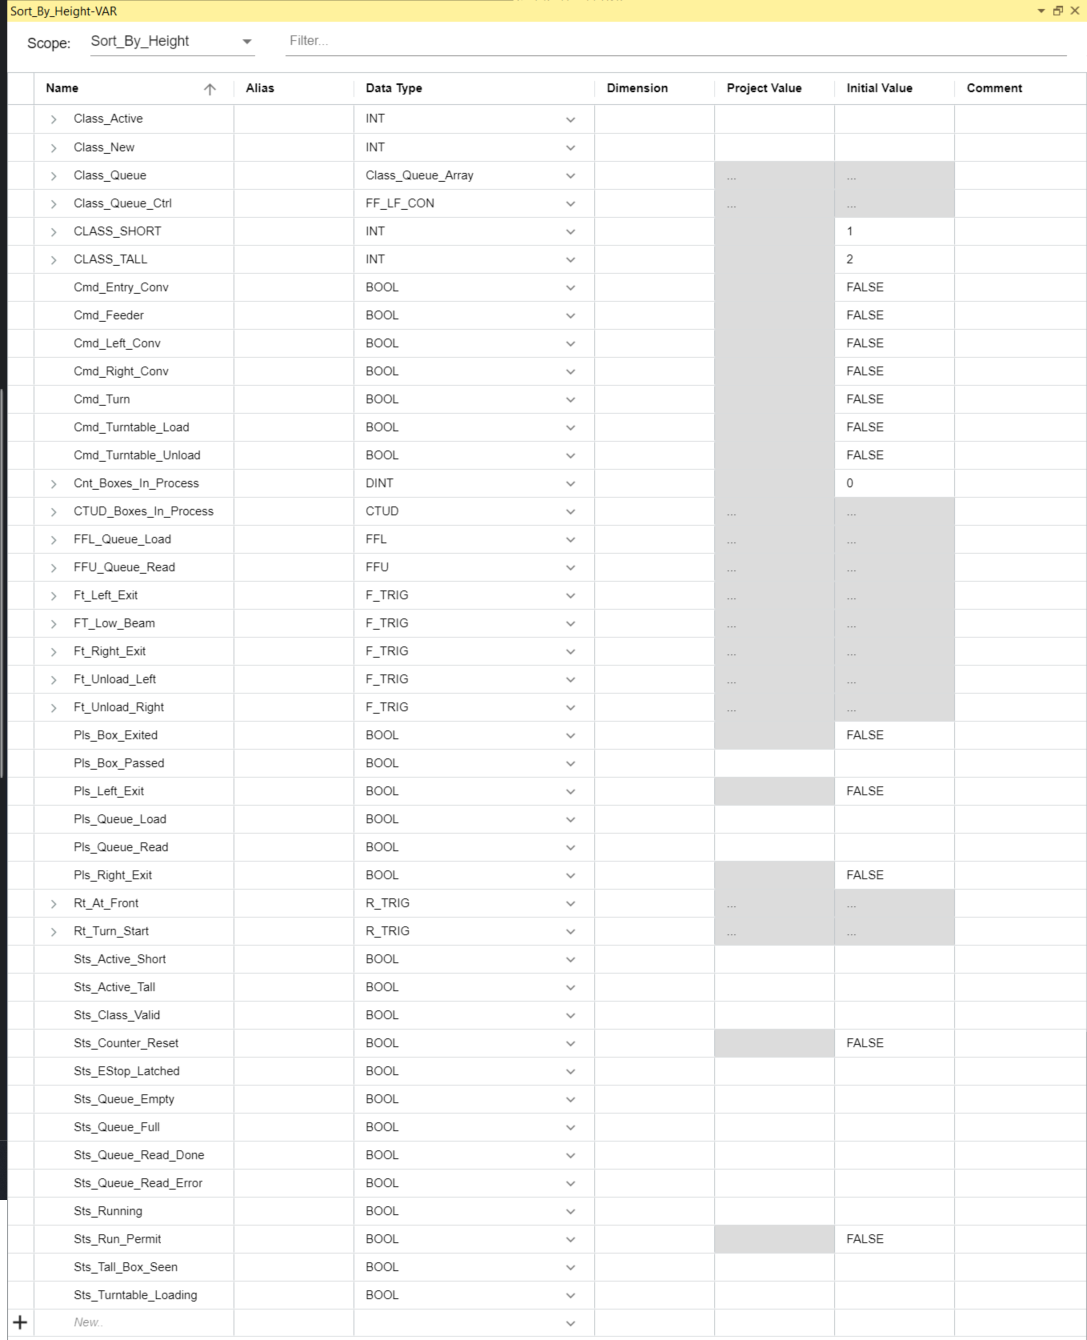 Sort_By_Height-VAR
Scope: Sort_By_Height Filter...
Name Alias Data Type Dimension Project Value Initial Value Comment
Class_Active INT
Class_New INT
Class_Queue Class_Queue_Array ... ...
Class_Queue_Ctrl FF_LF_CON ... ...
CLASS_SHORT INT 1
CLASS_TALL INT 2
Cmd_Entry_Conv BOOL FALSE
Cmd_Feeder BOOL FALSE
Cmd_Left_Conv BOOL FALSE
Cmd_Right_Conv BOOL FALSE
Cmd_Turn BOOL FALSE
Cmd_Turntable_Load BOOL FALSE
Cmd_Turntable_Unload BOOL FALSE
Cnt_Boxes_In_Process DINT 0
CTUD_Boxes_In_Process CTUD ... ...
FFL_Queue_Load FFL ... ...
FFU_Queue_Read FFU ... ...
Ft_Left_Exit F_TRIG ... ...
FT_Low_Beam F_TRIG ... ...
Ft_Right_Exit F_TRIG ... ...
Ft_Unload_Left F_TRIG ... ...
Ft_Unload_Right F_TRIG ... ...
Pls_Box_Exited BOOL FALSE
Pls_Box_Passed BOOL
Pls_Left_Exit BOOL FALSE
Pls_Queue_Load BOOL
Pls_Queue_Read BOOL
Pls_Right_Exit BOOL FALSE
Rt_At_Front R_TRIG ... ...
Rt_Turn_Start R_TRIG ... ...
Sts_Active_Short BOOL
Sts_Active_Tall BOOL
Sts_Class_Valid BOOL
Sts_Counter_Reset BOOL FALSE
Sts_EStop_Latched BOOL
Sts_Queue_Empty BOOL
Sts_Queue_Full BOOL
Sts_Queue_Read_Done BOOL
Sts_Queue_Read_Error BOOL
Sts_Running BOOL
Sts_Run_Permit BOOL FALSE
Sts_Tall_Box_Seen BOOL
Sts_Turntable_Loading BOOL
New..